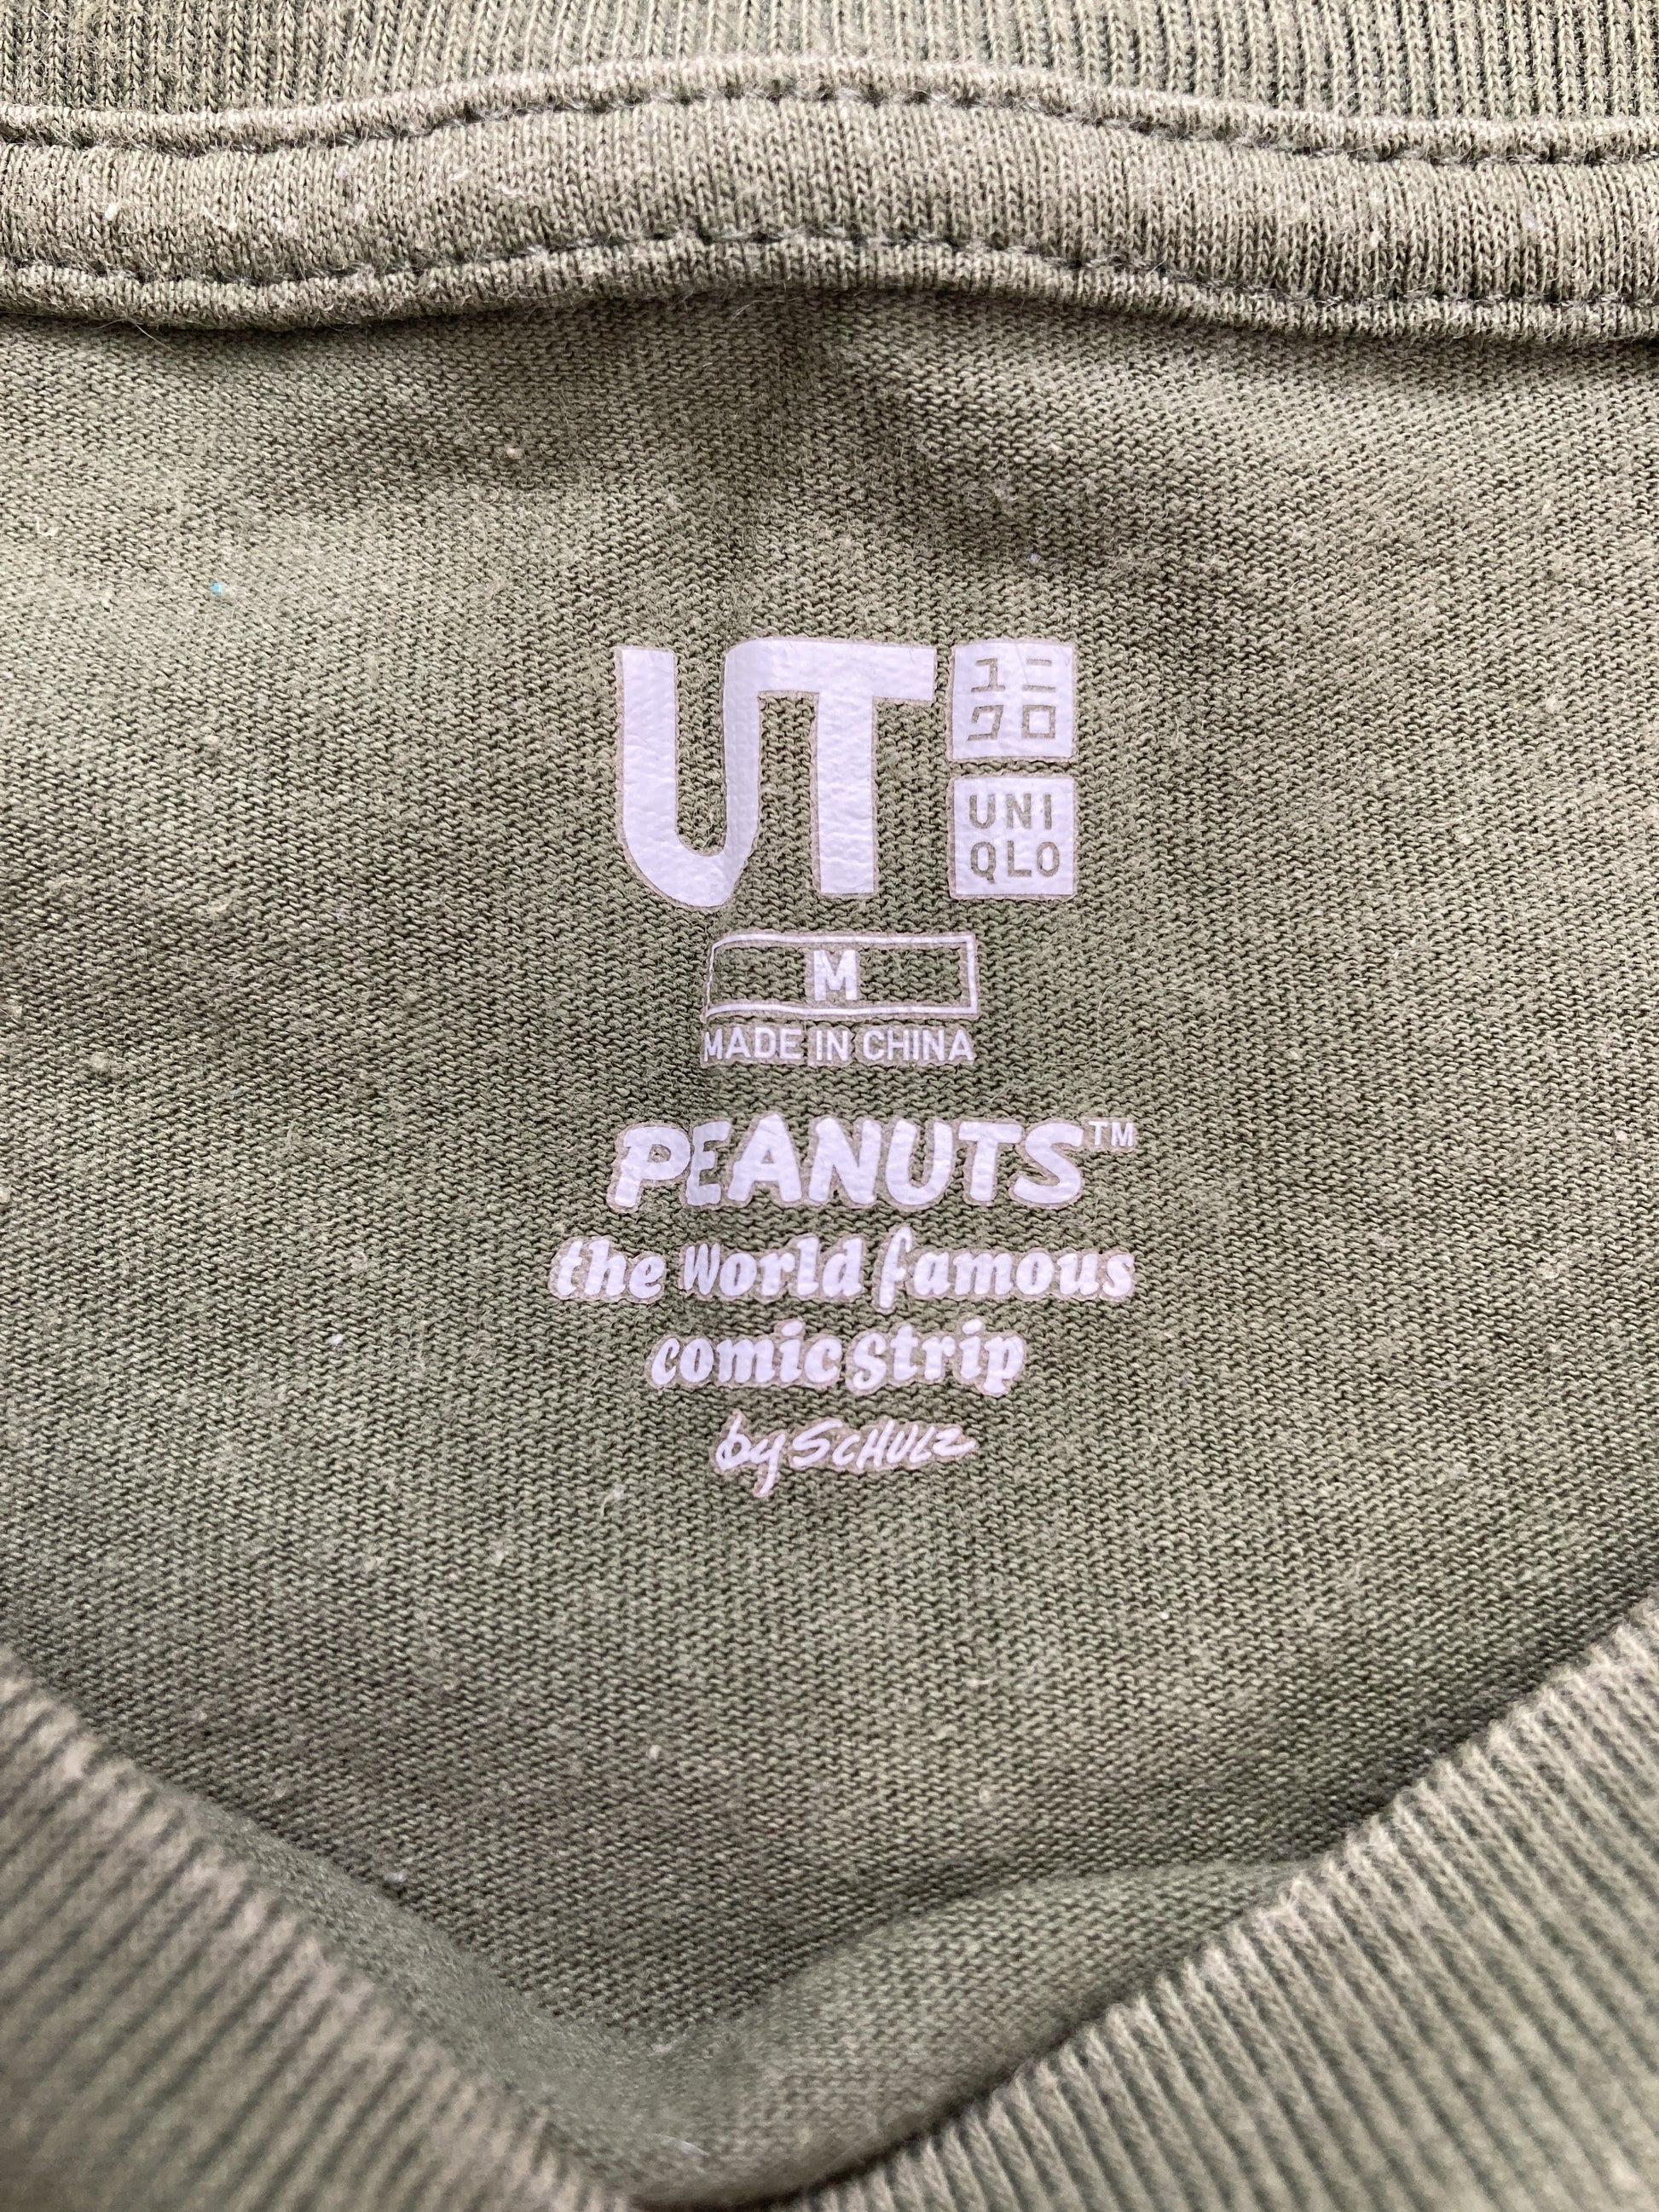 UT
ユニ
クロ
UNI
QLO
M
MADE IN CHINA
PEANUTS™
the World famous
comic strip
by SCHULZ